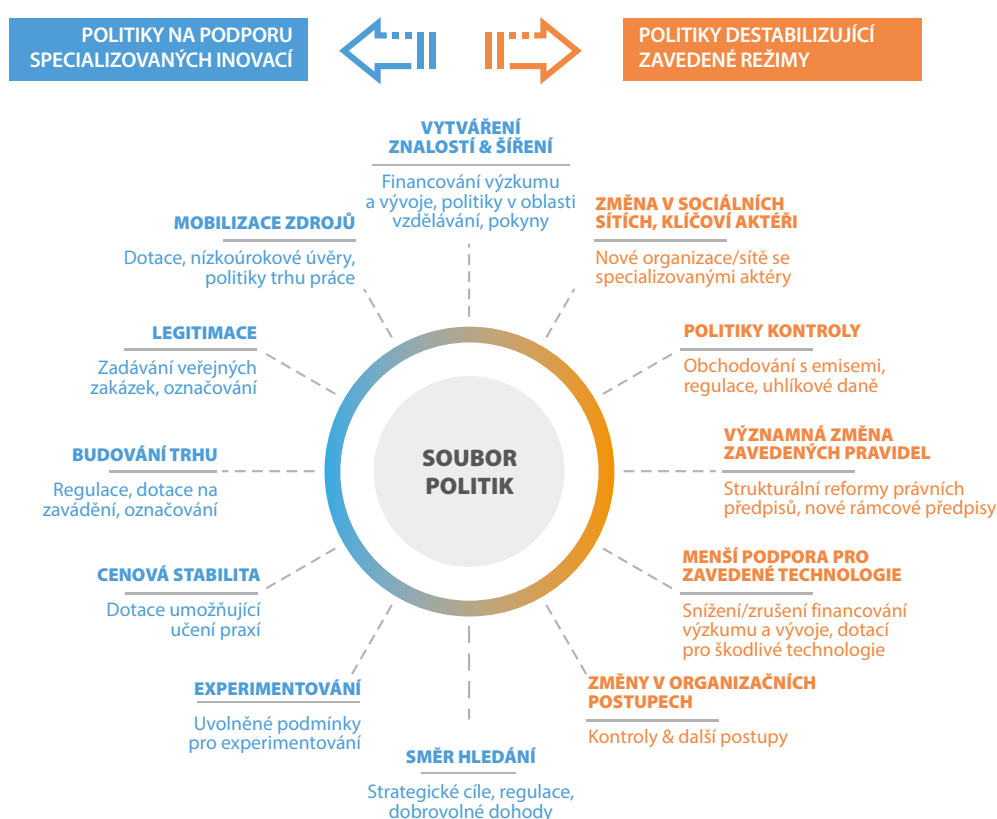 POLITIKY NA PODPORU
SPECIALIZOVANÝCH INOVACÍ
POLITIKY DESTABILIZUJÍCÍ
ZAVEDENÉ REŽIMY
VYTVÁŘENÍ
ZNALOSTÍ & ŠÍŘENÍ
Financování výzkumu
a vývoje, politiky v oblasti
vzdělávání, pokyny
ZMĚNA V SOCIÁLNÍCH
SÍTÍCH, KLÍČOVÍ AKTÉŘI
Nové organizace/sítě se
specializovanými aktéry
POLITIKY KONTROLY
Obchodování s emisemi,
regulace, uhlíkové daně
VÝZNAMNÁ ZMĚNA
ZAVEDENÝCH PRAVIDEL
Strukturální reformy právních
předpisů, nové rámcové předpisy
MENŠÍ PODPORA PRO
ZAVEDENÉ TECHNOLOGIE
Snížení/zrušení financování
výzkumu a vývoje, dotací
pro škodlivé technologie
ZMĚNY V ORGANIZAČNÍCH
POSTUPECH
Kontroly & další postupy
SMĚR HLEDÁNÍ
Strategické cíle, regulace,
dobrovolné dohody
EXPERIMENTOVÁNÍ
Uvolněné podmínky
pro experimentování
CENOVÁ STABILITA
Dotace umožňující
učení praxí
BUDOVÁNÍ TRHU
Regulace, dotace na
zavádění, označování
LEGITIMACE
Zadávání veřejných
zakázek, označování
MOBILIZACE ZDROJŮ
Dotace, nízkoúrokové úvěry,
politiky trhu práce
SOUBOR
POLITIK